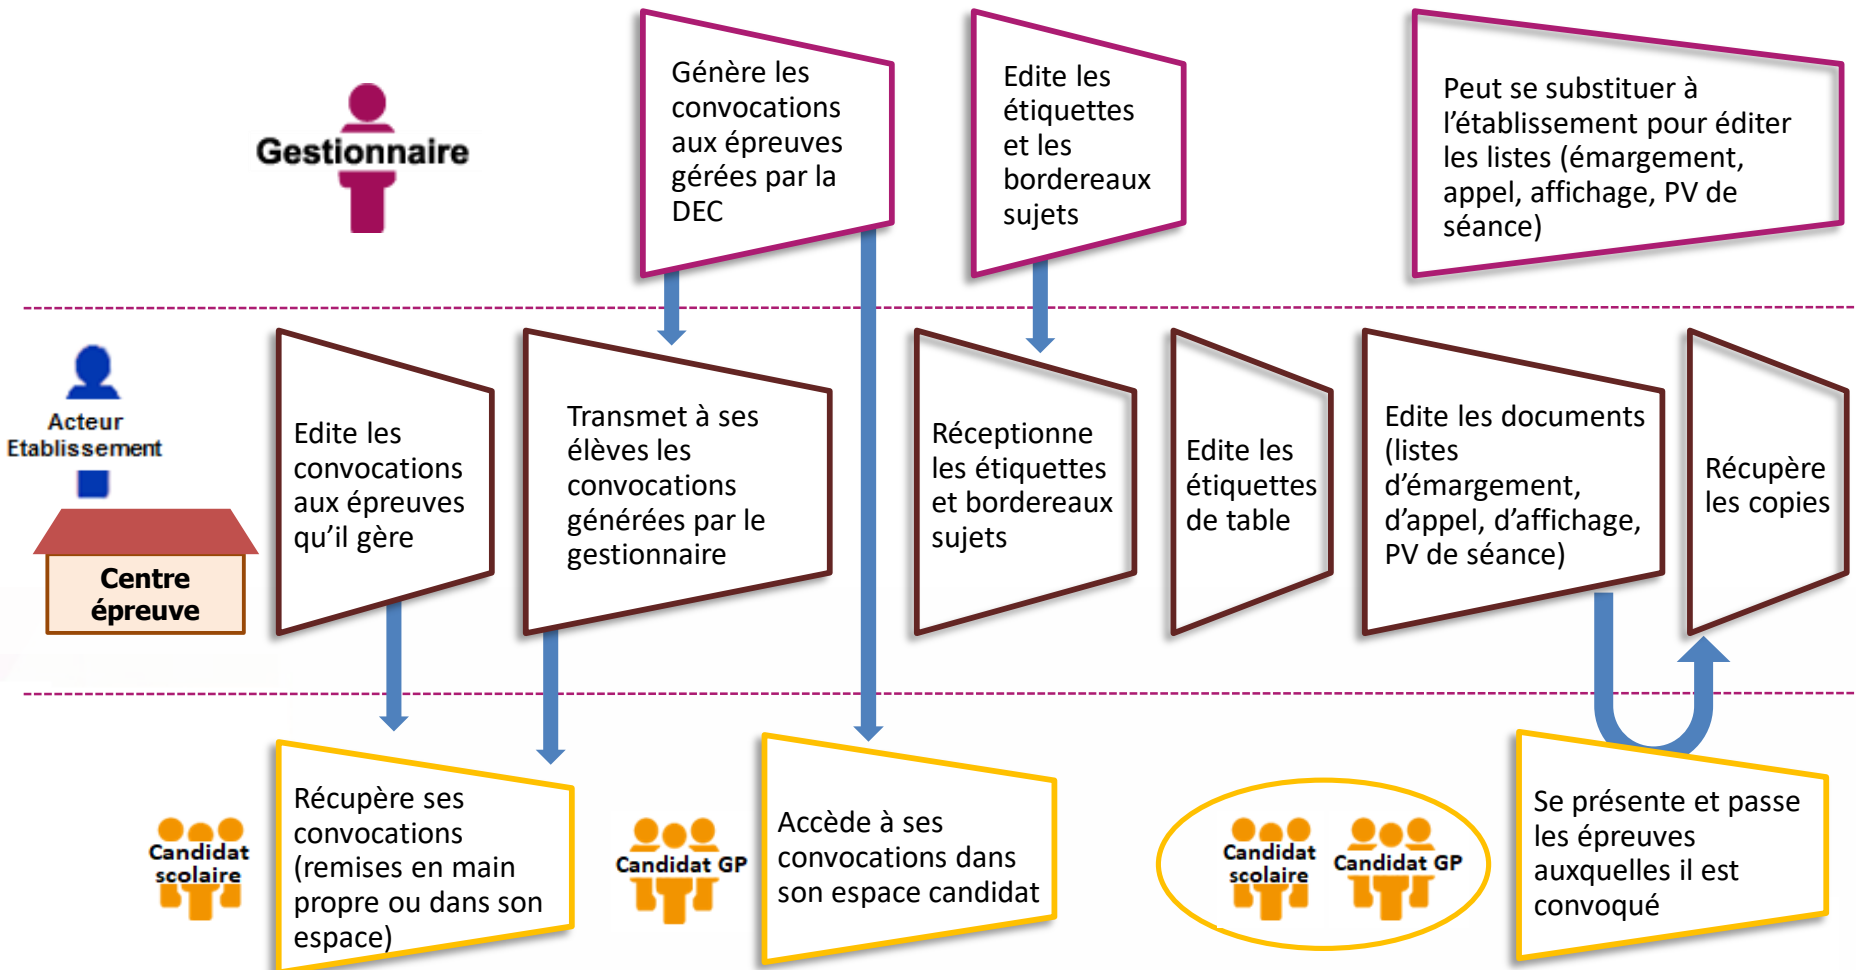 Gestionnaire
Génère les
convocations
aux épreuves
gérées par la
DEC
Edite les
étiquettes
et les
bordereaux
sujets
Peut se substituer à
l'établissement pour éditer
les listes (émargement,
appel, affichage, PV de
séance)
Acteur
Etablissement
Centre
épreuve
Edite les
convocations
aux épreuves
qu'il gère
Transmet à ses
élèves les
convocations
générées par le
gestionnaire
Réceptionne
les étiquettes
et bordereaux
sujets
Edite les
étiquettes
de table
Edite les documents
(listes
d'émargement,
d'appel, d'affichage,
PV de séance)
Récupère
les copies
Candidat
scolaire
Récupère ses
convocations
(remises en main
propre ou dans son
espace)
Candidat GP
Accède à ses
convocations dans
son espace candidat
Candidat
scolaire
Candidat GP
Se présente et passe
les épreuves
auxquelles il est
convoqué